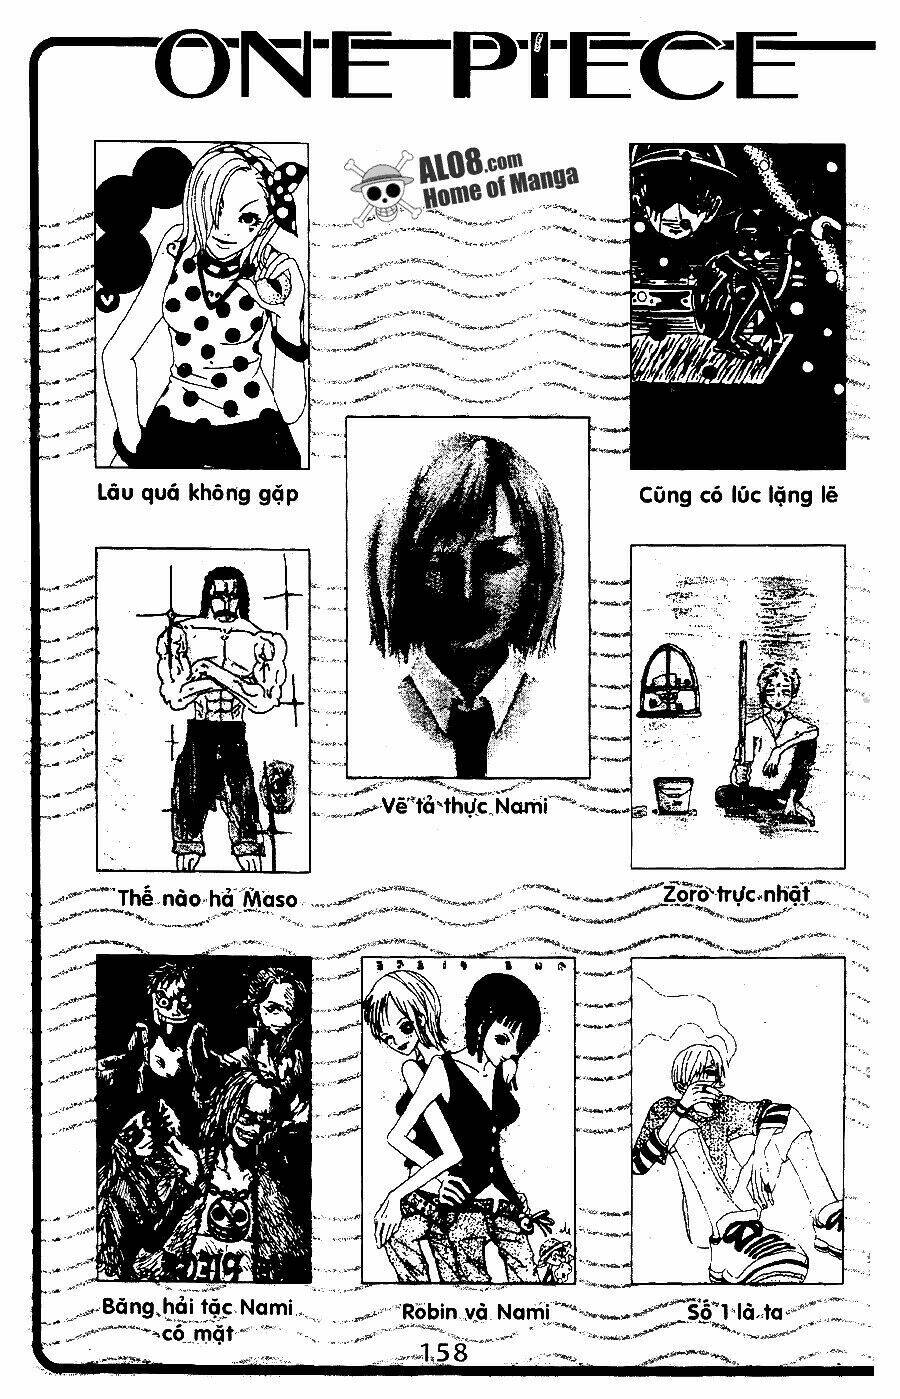 ONE PIECE
ALO8.com
Home of Manga
Lâu quá không gặp
Cũng có lúc lặng lẽ
Vẽ tả thực Nami
Thế nào hả Maso
Zoro trực nhật
Băng hải tặc Nami
có mặt
Robin và Nami
Số 1 là ta
158